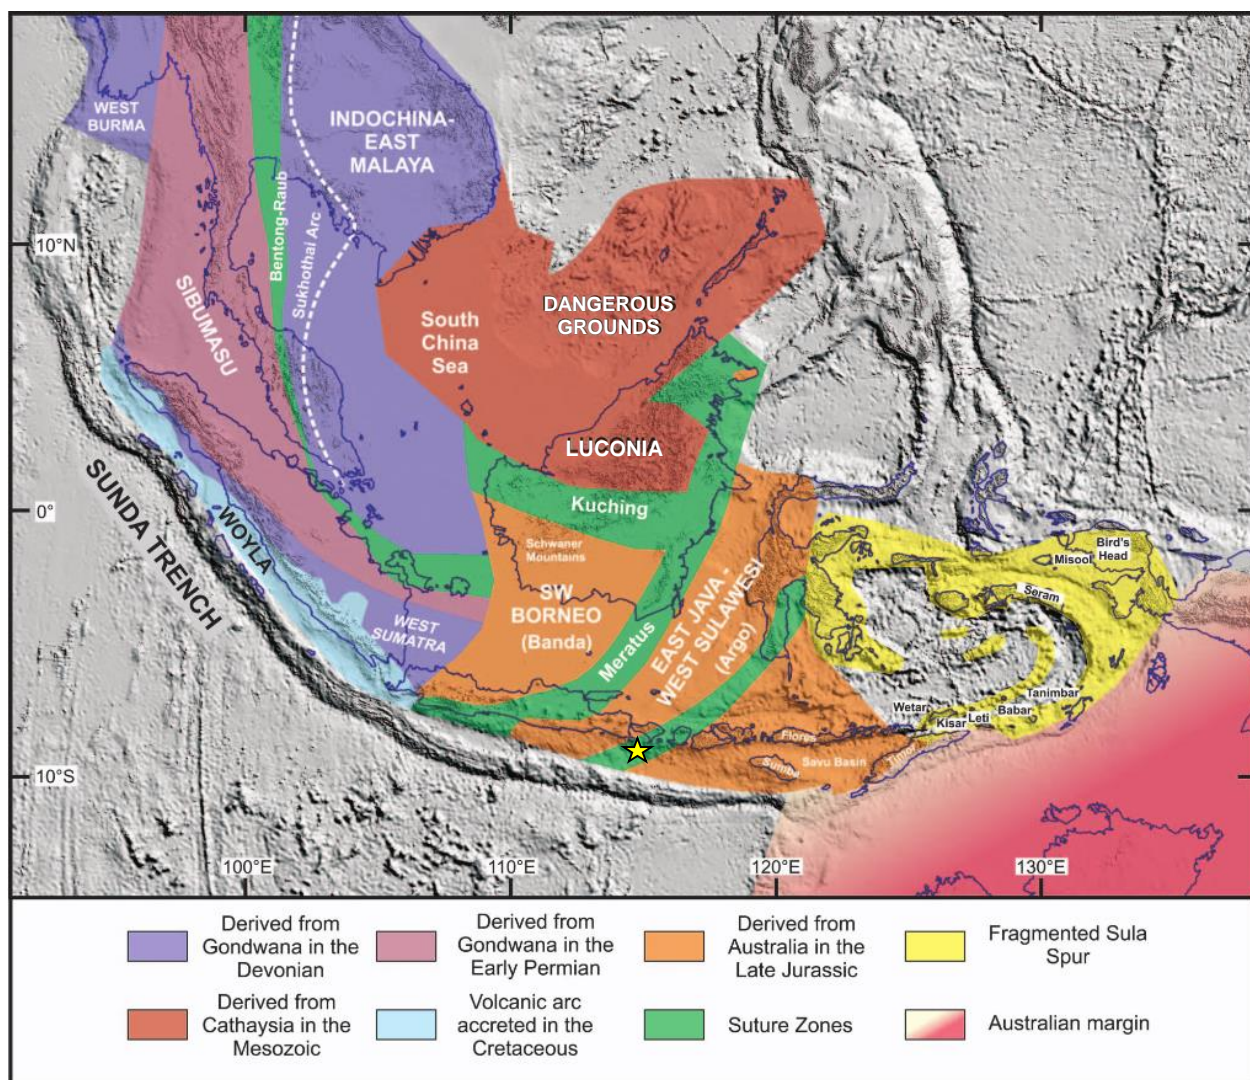 WEST
BURMA
INDOCHINA-
EAST
MALAYA
Bentong-Raub
Sukhothai Arc
10°N
SIBUMASU
South
China
Sea
DANGEROUS
GROUNDS
LUCONIA
Kuching
SUNDA TRENCH
0°
WOYLA
Schwaner
Mountains
SW
BORNEO
(Banda)
WEST
SUMATRA
Meratus
EAST JAVA -
WEST SULAWESI
(Argo)
Bird's
Head
Misool
Seram
Tanimbar
Babar
Wetar
Kisar
Leti
Flores
Savu Basin
Sumba
Timor
10°S
100°E
110°E
120°E
130°E
Derived from
Gondwana in the
Devonian
Derived from
Gondwana in the
Early Permian
Derived from
Australia in the
Late Jurassic
Fragmented Sula
Spur
Derived from
Cathaysia in the
Mesozoic
Volcanic arc
accreted in the
Cretaceous
Suture Zones
Australian margin